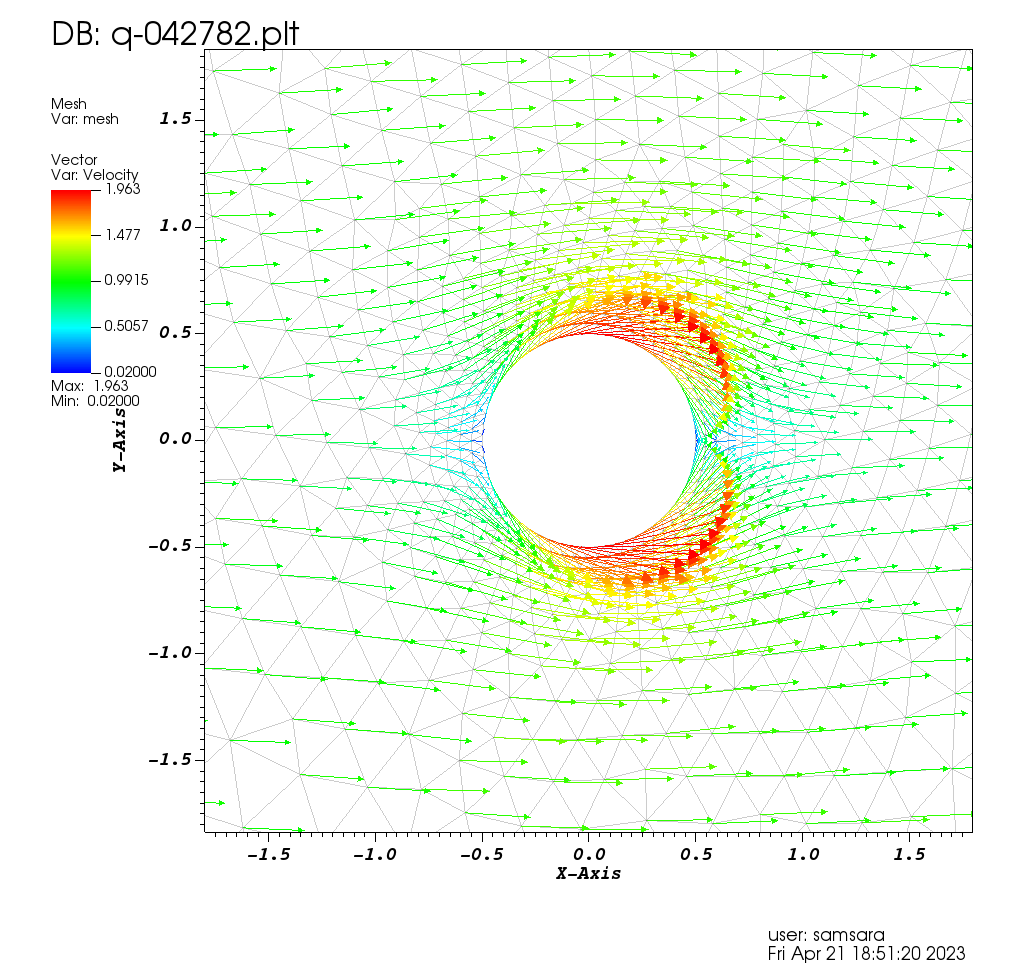 DB: q-042782.plt
Mesh
Var: mesh
Vector
Var: Velocity
1.963
1.477
0.9915
0.5057
0.02000
Max: 1.963
Min: 0.02000
Y-Axis
1.5
1.0
0.5
0.0
-0.5
-1.0
-1.5
-1.5 -1.0 -0.5 0.0 0.5 1.0 1.5
X-Axis
user: samsara
Fri Apr 21 18:51:20 2023